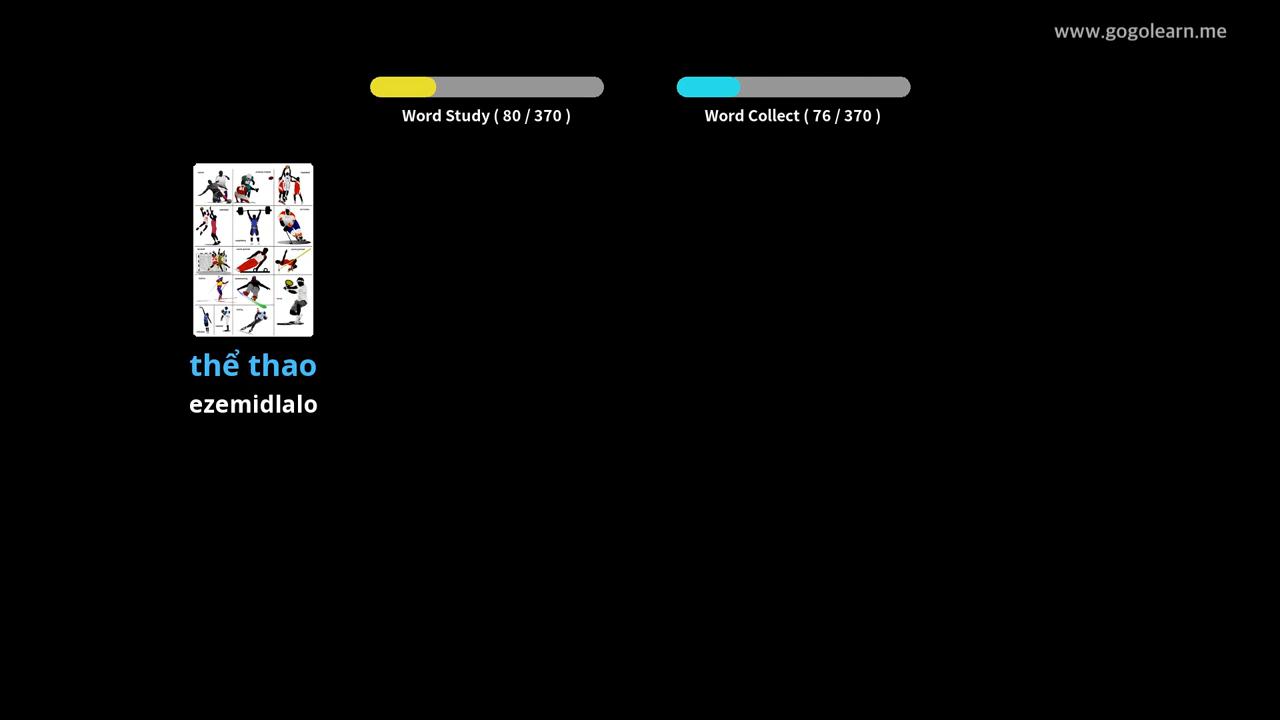 www.gogolearn.me
Word Study ( 80 / 370 )
Word Collect ( 76 / 370 )
thể thao
ezemidlalo